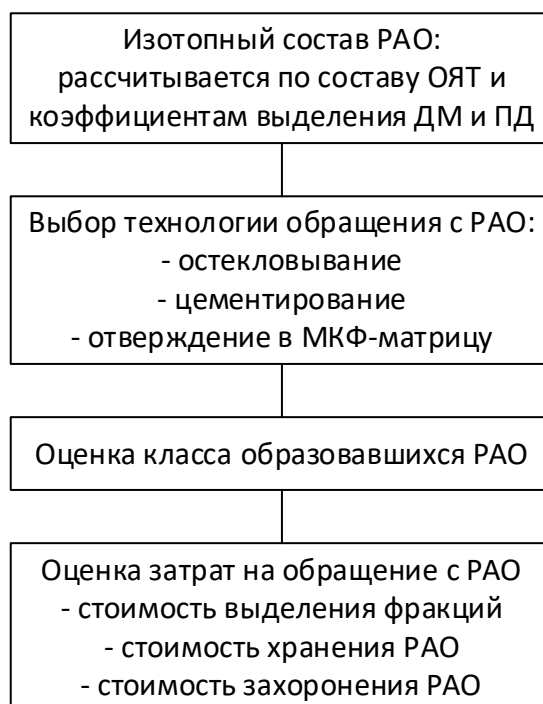 Изотопный состав РАО:
рассчитывается по составу ОЯТ и
коэффициентам выделения ДМ и ПД
Выбор технологии обращения с РАО:
- остекловывание
- цементирование
- отверждение в МКФ-матрицу
Оценка класса образовавшихся РАО
Оценка затрат на обращение с РАО
- стоимость выделения фракций
- стоимость хранения РАО
- стоимость захоронения РАО